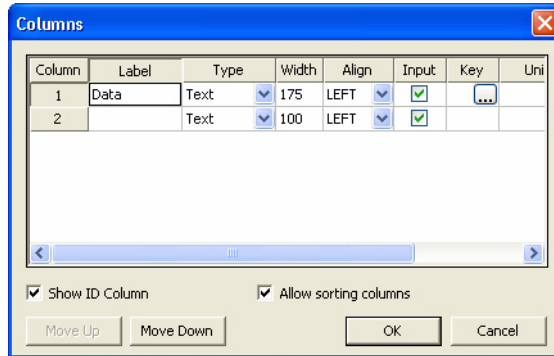 Columns
Column Label Type Width Align Input Key Uni
1 Data Text 175 LEFT ...
2 Text 100 LEFT
Show ID Column Allow sorting columns
Move Up Move Down OK Cancel